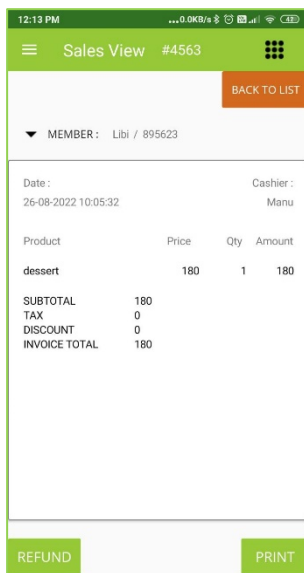 12:13 PM ...0.0KB/s 42
Sales View #4563
BACK TO LIST
MEMBER : Libi / 895623
Date : Cashier :
26-08-2022 10:05:32 Manu
Product Price Qty Amount
dessert 180 1 180
SUBTOTAL 180
TAX 0
DISCOUNT 0
INVOICE TOTAL 180
REFUND PRINT